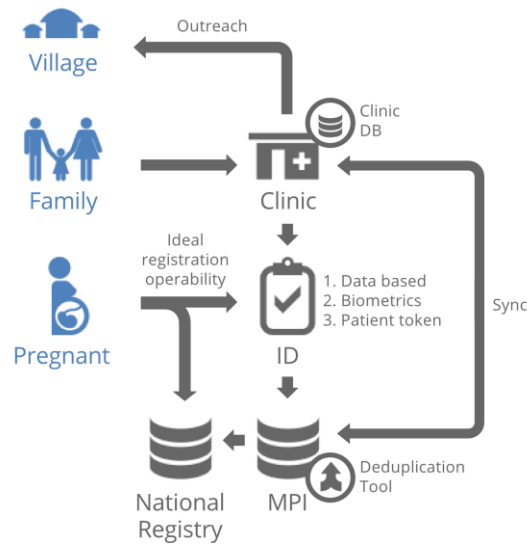 Outreach
Village
Clinic
DB
Family
Clinic
Ideal
registration
operability
1. Data based
2. Biometrics
3. Patient token
Sync
Pregnant
ID
Deduplication
Tool
National
Registry
MPI